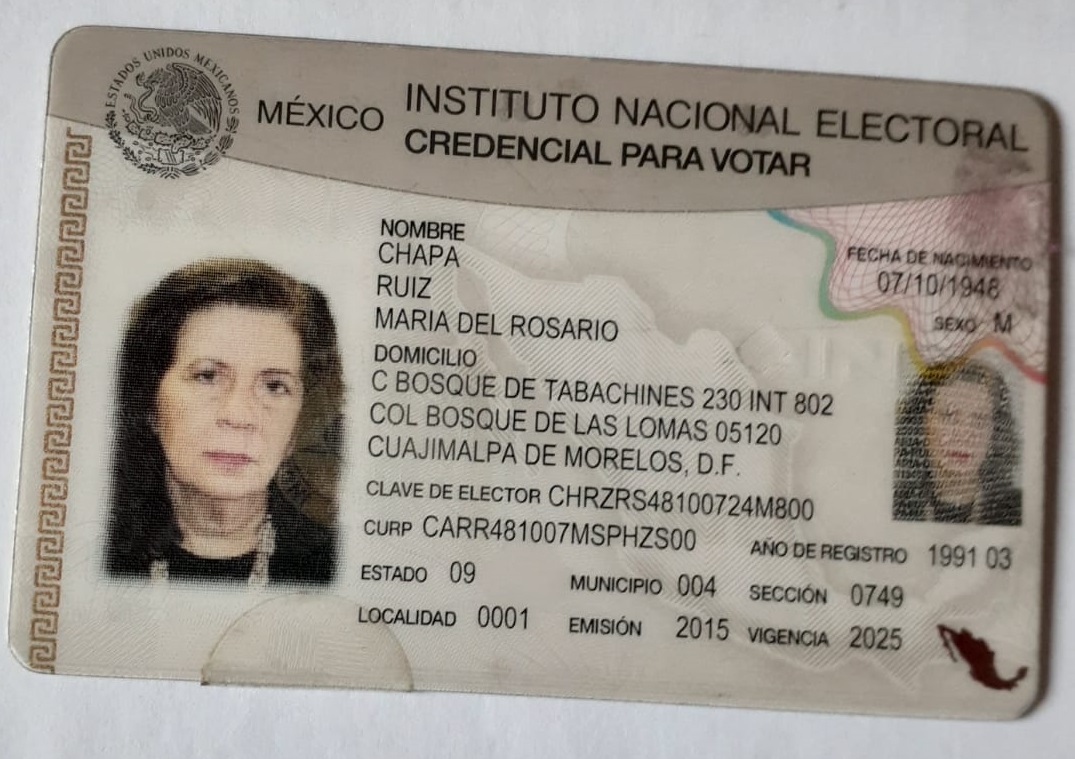 ESTADOS UNIDOS MEXICANOS
MÉXICO INSTITUTO NACIONAL ELECTORAL
CREDENCIAL PARA VOTAR
NOMBRE
CHAPA
RUIZ
MARIA DEL ROSARIO
FECHA DE NACIMIENTO
07/10/1948
SEXO M
DOMICILIO
C BOSQUE DE TABACHINES 230 INT 802
COL BOSQUE DE LAS LOMAS 05120
CUAJIMALPA DE MORELOS, D.F.
CLAVE DE ELECTOR CHRZRS48100724M800
CURP CARR481007MSPHZS00 AÑO DE REGISTRO 1991 03
ESTADO 09 MUNICIPIO 004 SECCIÓN 0749
LOCALIDAD 0001 EMISIÓN 2015 VIGENCIA 2025